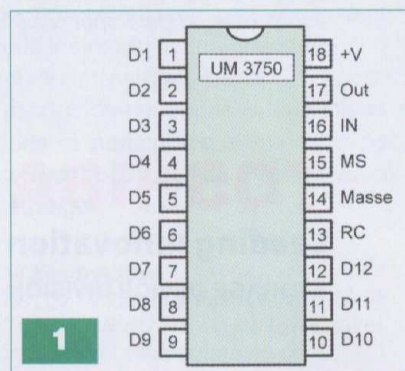 UM 3750
D1 1 18 +V
D2 2 17 Out
D3 3 16 IN
D4 4 15 MS
D5 5 14 Masse
D6 6 13 RC
D7 7 12 D12
D8 8 11 D11
D9 9 10 D10
1